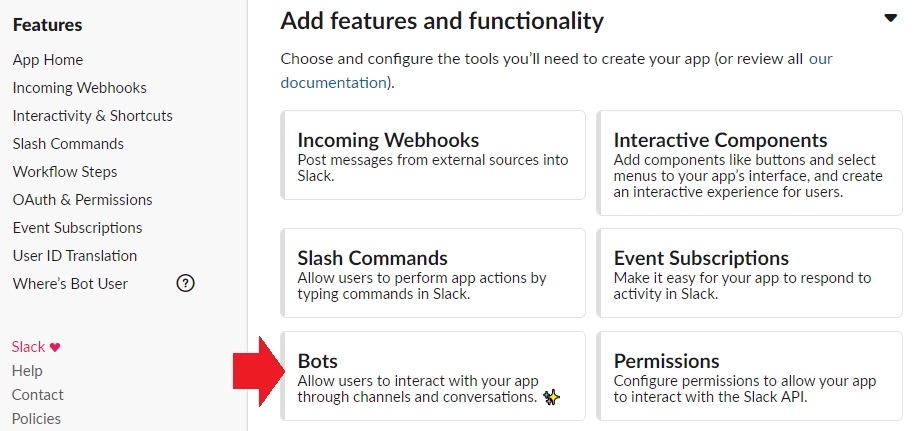 Features
App Home
Incoming Webhooks
Interactivity & Shortcuts
Slash Commands
Workflow Steps
OAuth & Permissions
Event Subscriptions
User ID Translation
Where’s Bot User
?
Slack ♥
Help
Contact
Policies
Add features and functionality
Choose and configure the tools you’ll need to create your app (or review all our
documentation).
Incoming Webhooks
Post messages from external sources into
Slack.
Interactive Components
Add components like buttons and select
menus to your app’s interface, and create
an interactive experience for users.
Slash Commands
Allow users to perform app actions by
typing commands in Slack.
Event Subscriptions
Make it easy for your app to respond to
activity in Slack.
Bots
Allow users to interact with your app
through channels and conversations.
Permissions
Configure permissions to allow your app
to interact with the Slack API.